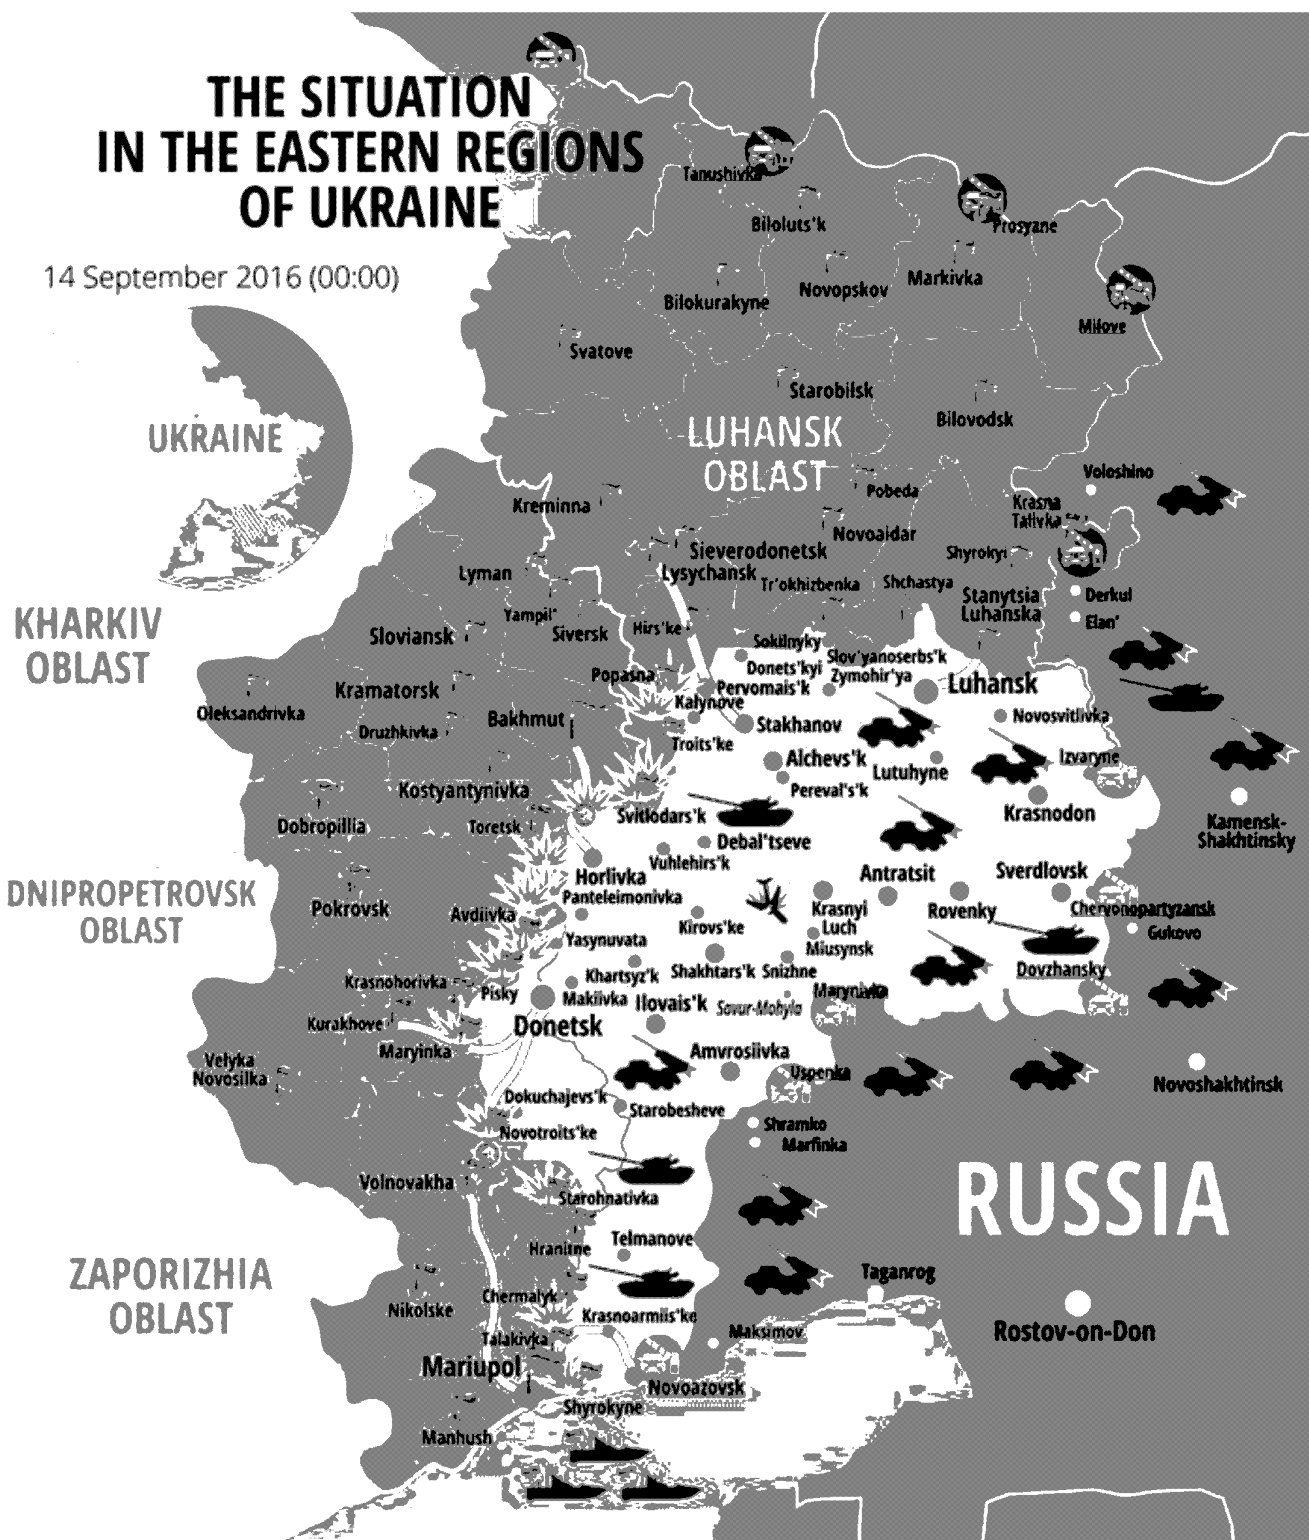 THE SITUATION
IN THE EASTERN REGIONS
OF UKRAINE
14 September 2016 (00:00)
UKRAINE
KHARKIV
OBLAST
DNIPROPETROVSK
OBLAST
ZAPORIZHIA
OBLAST
LUHANSK
OBLAST
RUSSIA
Tanushivka
Prosyane
Biloluts'k
Markivka
Novopskov
Bilokurakyne
Milove
Svatove
Starobilsk
Bilovodsk
Voloshino
Pobeda
Krasna
Talivka
Kreminna
Novoaidar
Sieverodonetsk
Shyrokyi
Lysychansk
Lyman
Tr'okhizbenka
Shchastya
Stanytsia
Luhanska
Derkul
Elan'
Yampil'
Siversk
Hirs'ke
Sloviansk
Sokilnyky
Slov'yanoserbs'k
Donets'kyi
Zymohir'ya
Popasna
Pervomais'k
Luhansk
Kramatorsk
Kalynove
Oleksandrivka
Bakhmut
Stakhanov
Novosvitlivka
Druzhkivka
Troits'ke
Alchevs'k
Lutuhyne
Izvaryne
Kostyantynivka
Pereval's'k
Svitlodars'k
Krasnodon
Kamensk-
Shakhtinsky
Dobropillia
Toretsk
Debal'tseve
Vuhlehirs'k
Horlivka
Antratsit
Sverdlovsk
Panteleimonivka
Pokrovsk
Avdiivka
Krasnyi
Luch
Rovenky
Chervonopartyzansk
Kirovs'ke
Gukovo
Yasynuvata
Miusynsk
Khartsyz'k
Shakhtars'k
Snizhne
Dovzhansky
Krasnohorivka
Pisky
Makiivka
Ilovais'k
Savur-Mohyla
Marynivka
Kurakhove
Donetsk
Maryinka
Amvrosiivka
Velyka
Novosilka
Uspenka
Novoshakhtinsk
Dokuchajevs'k
Starobesheve
Shramko
Novotroits'ke
Marfinka
Volnovakha
Starohnativka
Telmanove
Hranitne
Taganrog
Chermalyk
Nikolske
Krasnoarmiis'ke
Rostov-on-Don
Talakivka
Maksimov
Mariupol
Novoazovsk
Shyrokyne
Manhush